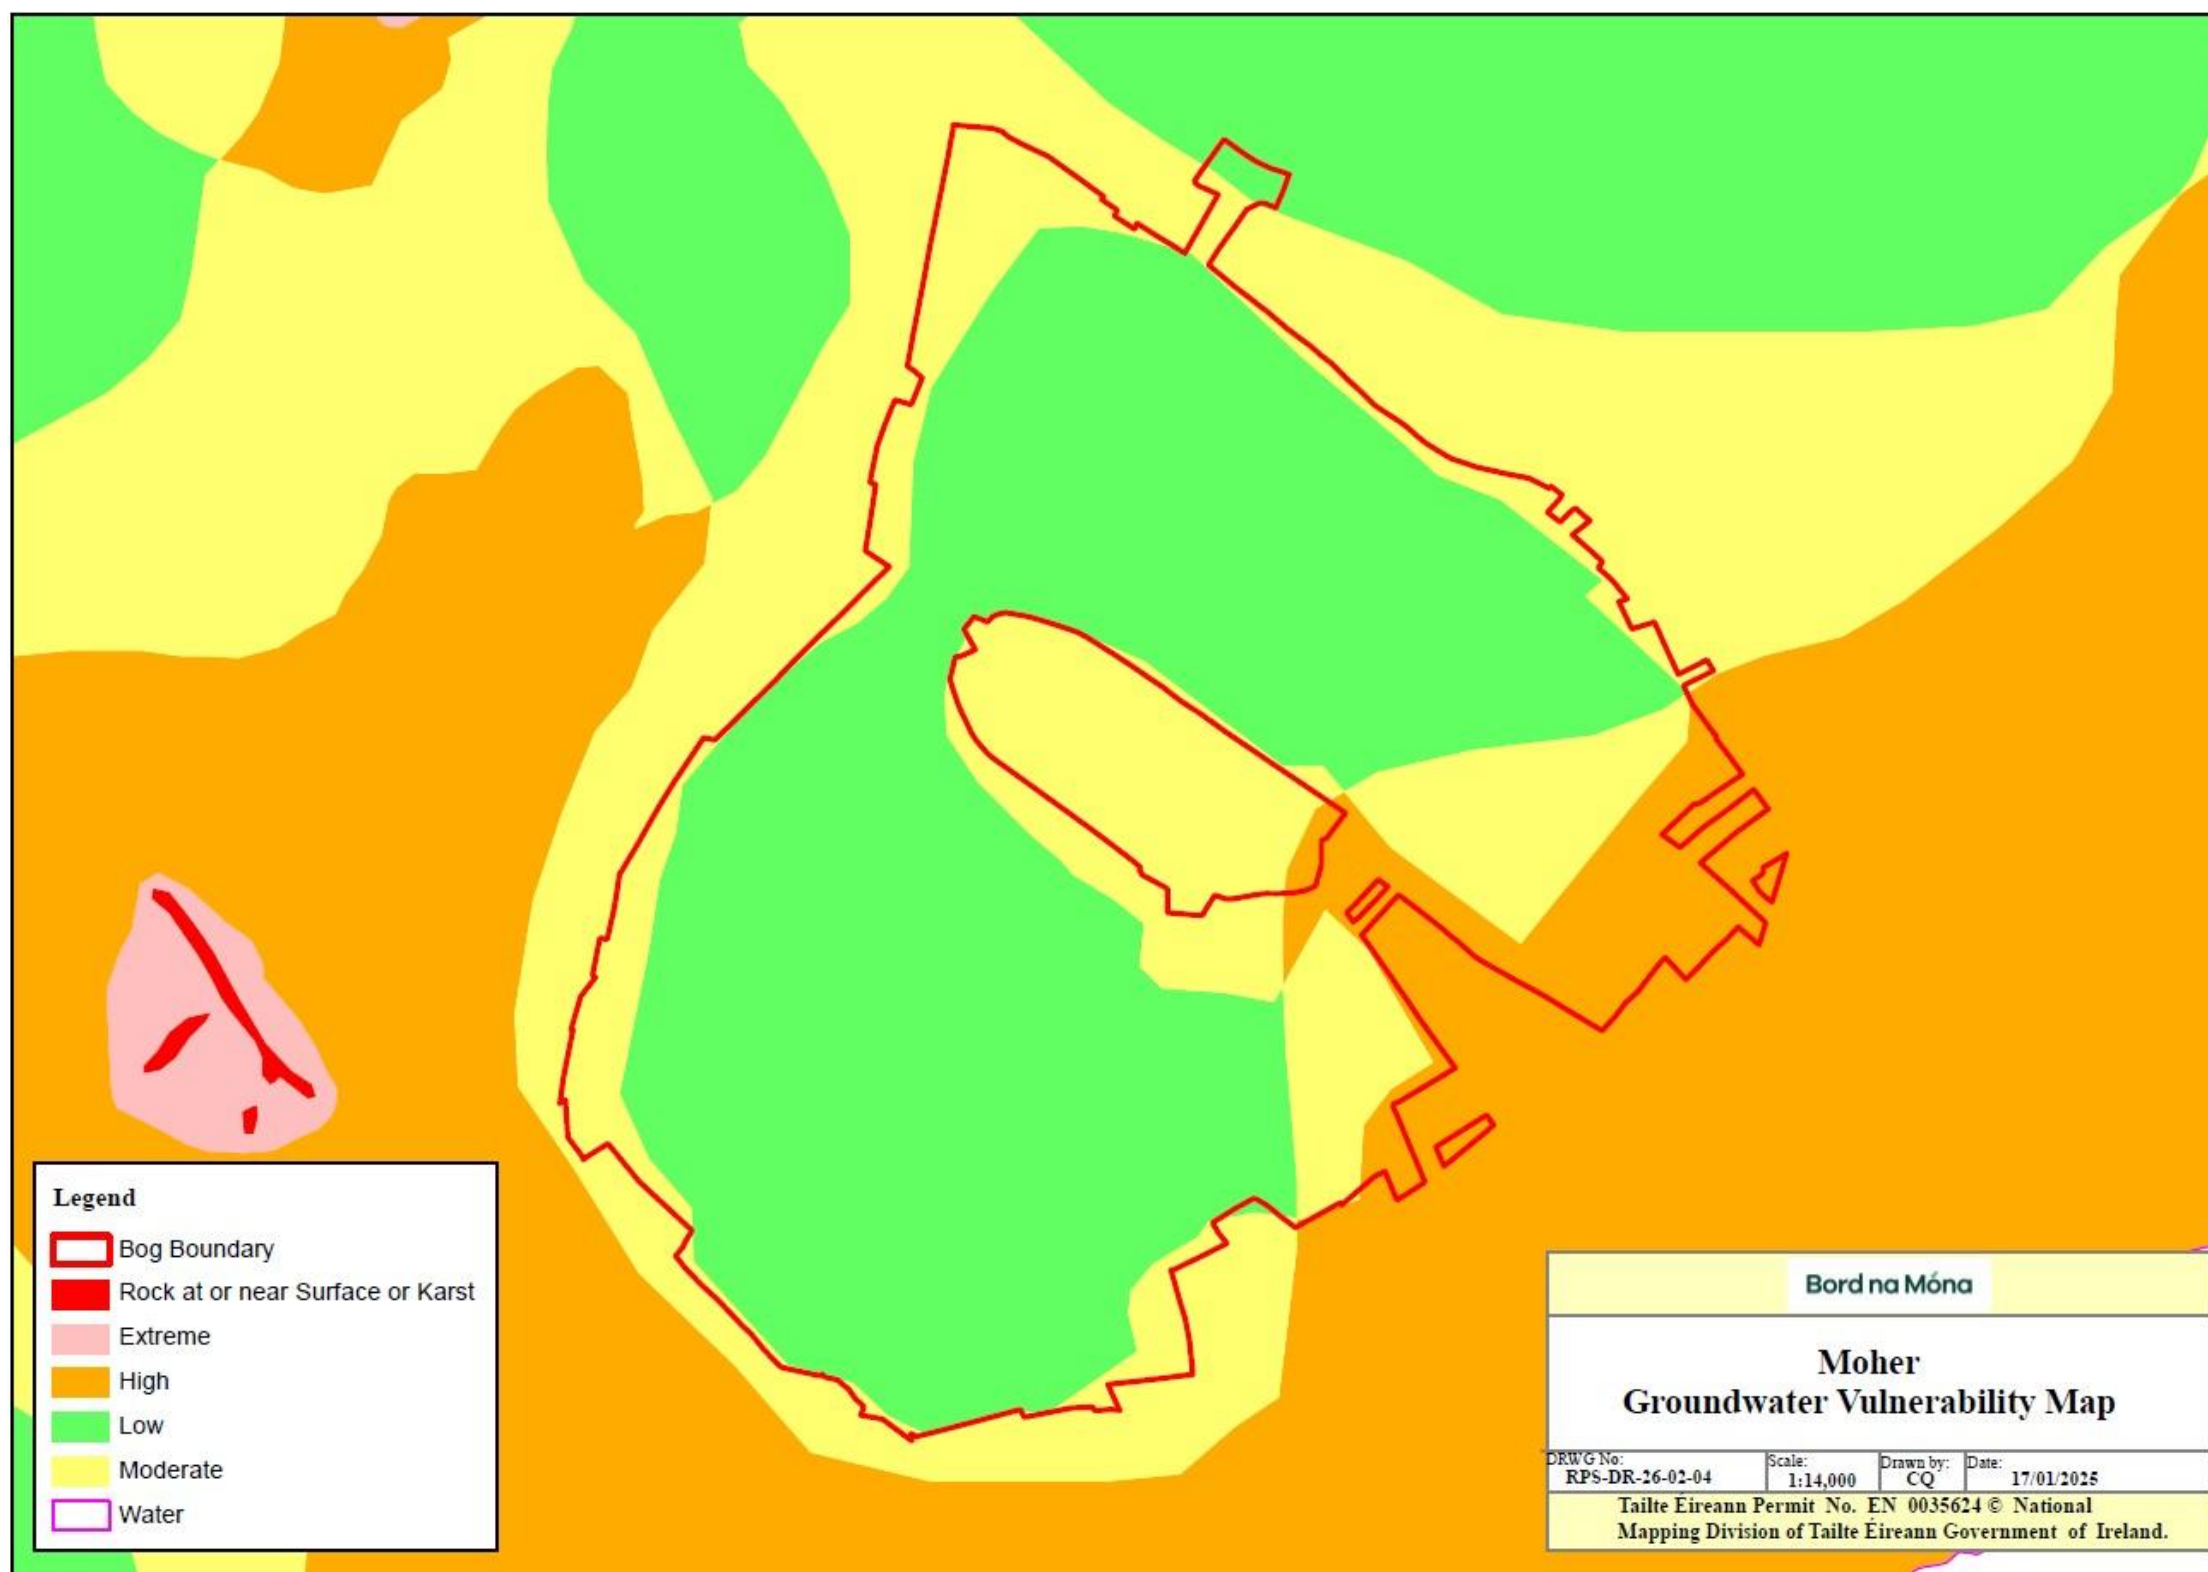 Legend
Bog Boundary
Rock at or near Surface or Karst
Extreme
High
Low
Moderate
Water
Bord na Móna
Moher
Groundwater Vulnerability Map
DRWG No:
RPS-DR-26-02-04
Scale:
1:14,000
Drawn by:
CQ
Date:
17/01/2025
Tailte Éireann Permit No. EN 0035624 © National
Mapping Division of Tailte Éireann Government of Ireland.